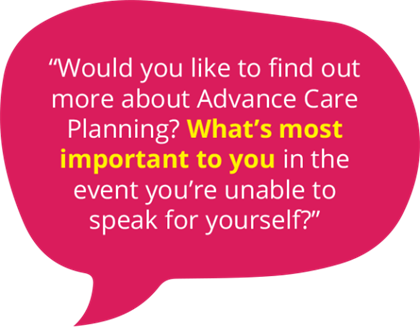 “Would you like to find out
more about Advance Care
Planning? What’s most
important to you in the
event you’re unable to
speak for yourself?”